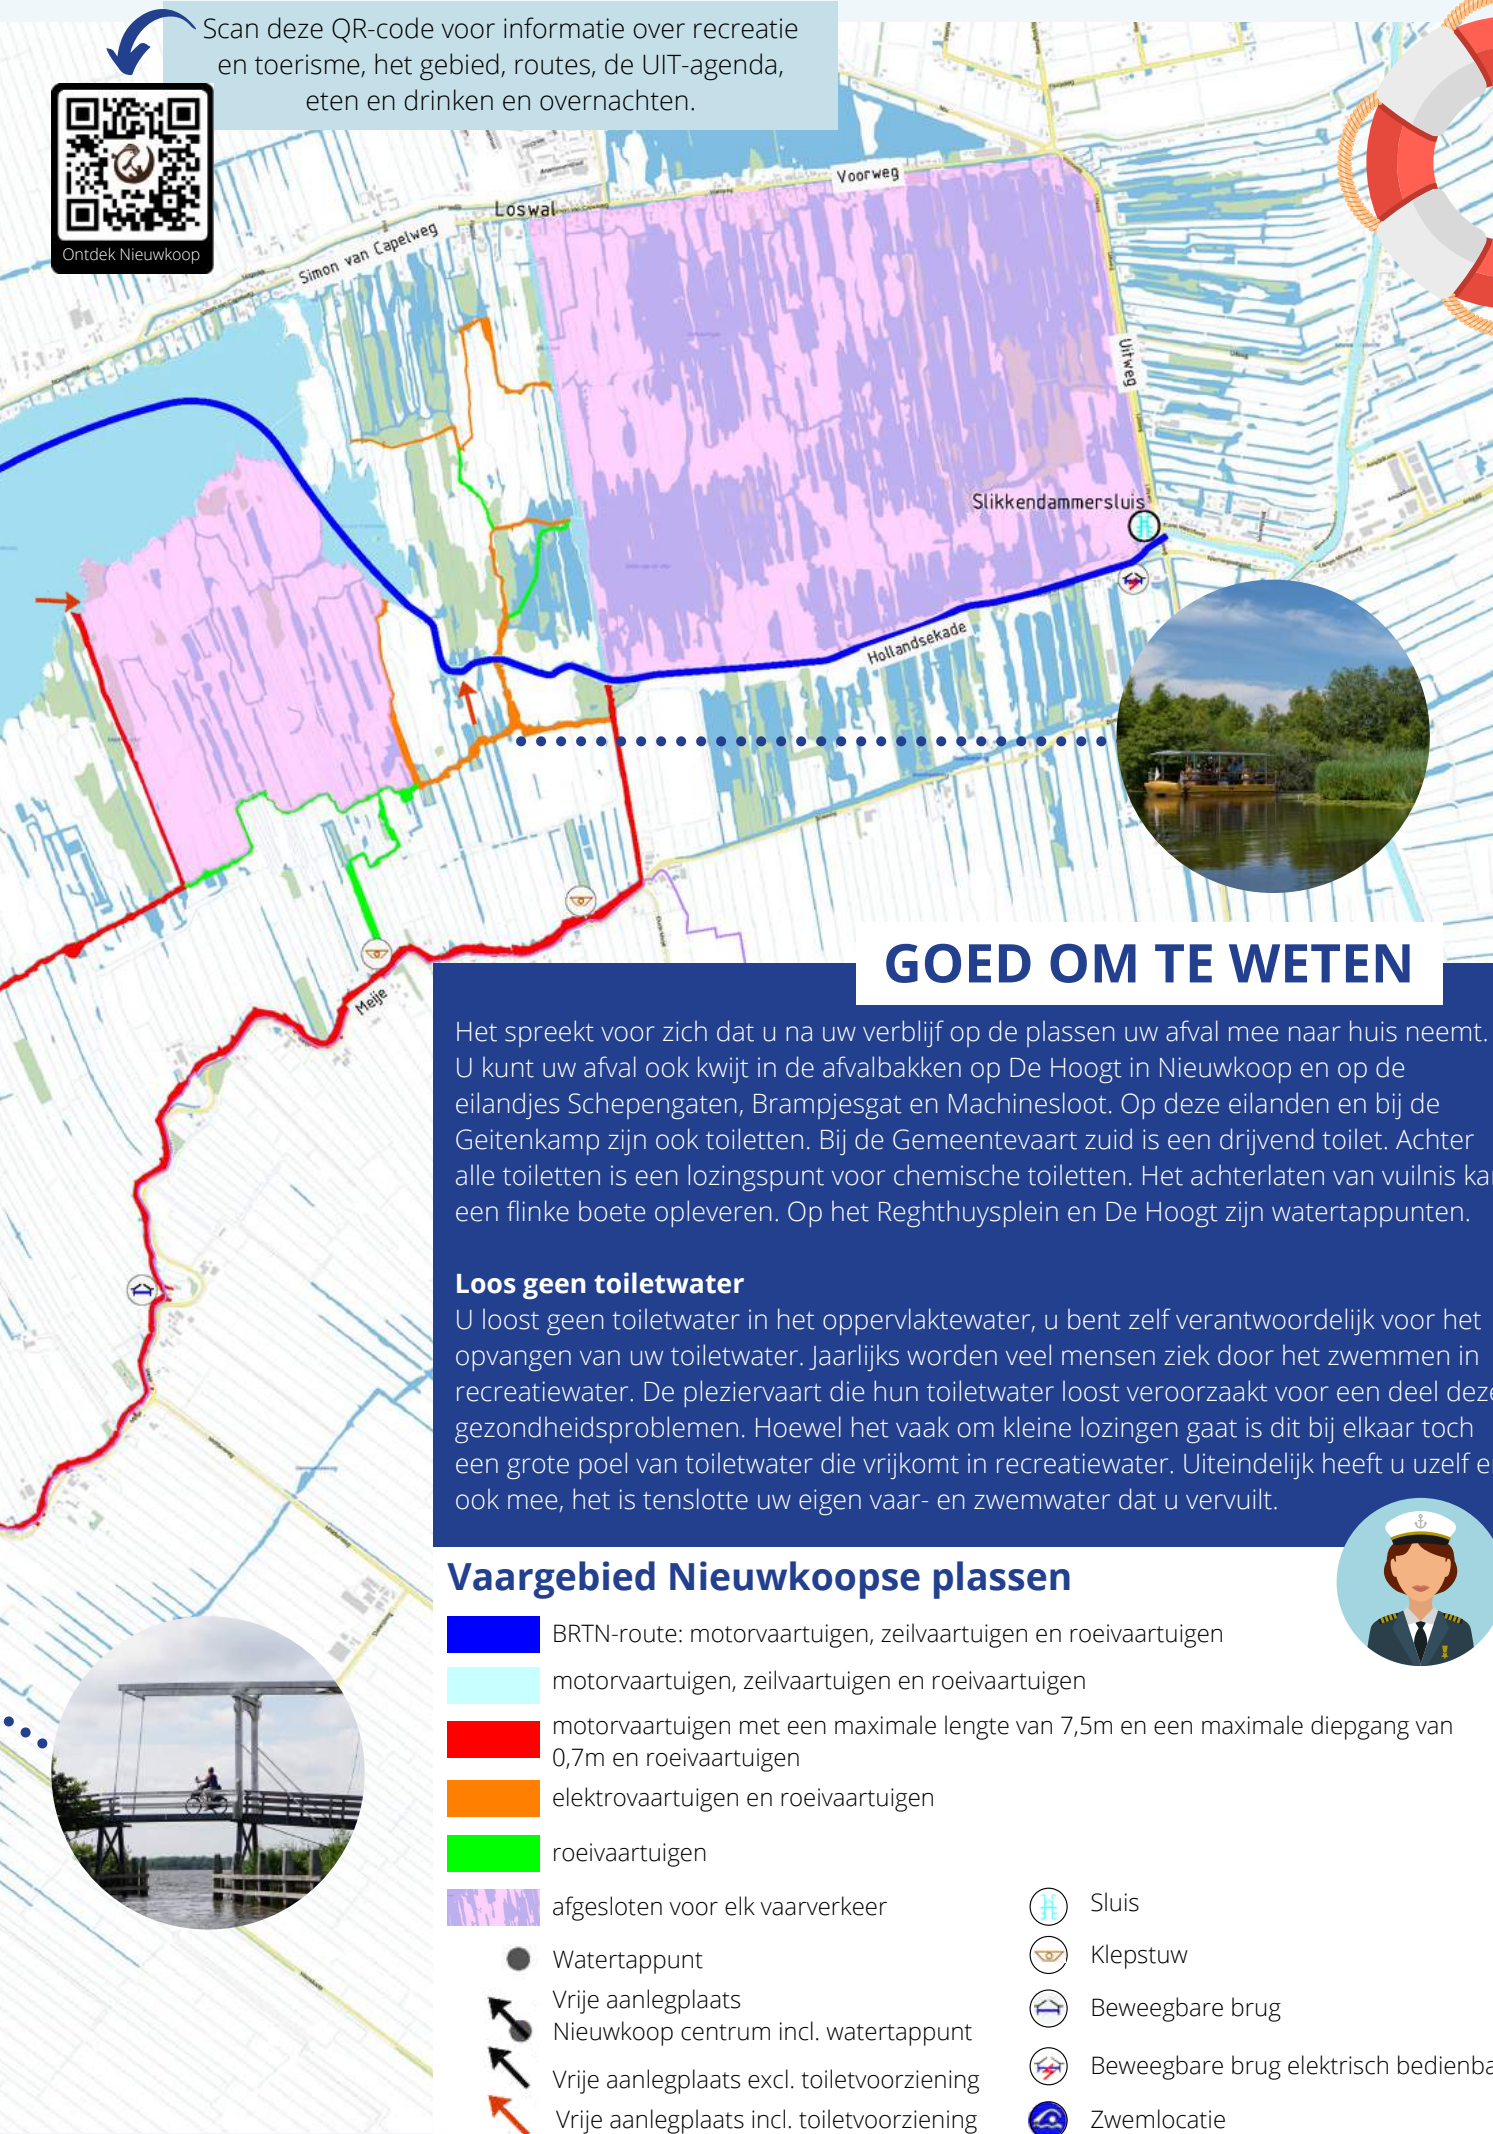 Scan deze QR-code voor informatie over recreatie
en toerisme, het gebied, routes, de UIT-agenda,
eten en drinken en overnachten.
Ontdek Nieuwkoop
Voorweg
Loswal
Simon van Capelweg
Uitweg
Slikkendammersluis
Hollandsekade
Meije
GOED OM TE WETEN
Het spreekt voor zich dat u na uw verblijf op de plassen uw afval mee naar huis neemt.
U kunt uw afval ook kwijt in de afvalbakken op De Hoogt in Nieuwkoop en op de
eilandjes Schepengaten, Brampjesgat en Machinesloot. Op deze eilanden en bij de
Geitenkamp zijn ook toiletten. Bij de Gemeentevaart zuid is een drijvend toilet. Achter
alle toiletten is een lozingspunt voor chemische toiletten. Het achterlaten van vuilnis ka
een flinke boete opleveren. Op het Reghthuysplein en De Hoogt zijn watertappunten.
Loos geen toiletwater
U loost geen toiletwater in het oppervlaktewater, u bent zelf verantwoordelijk voor het
opvangen van uw toiletwater. Jaarlijks worden veel mensen ziek door het zwemmen in
recreatiewater. De pleziervaart die hun toiletwater loost veroorzaakt voor een deel deze
gezondheidsproblemen. Hoewel het vaak om kleine lozingen gaat is dit bij elkaar toch
een grote poel van toiletwater die vrijkomt in recreatiewater. Uiteindelijk heeft u uzelf e
ook mee, het is tenslotte uw eigen vaar- en zwemwater dat u vervuilt.
Vaargebied Nieuwkoopse plassen
BRTN-route: motorvaartuigen, zeilvaartuigen en roeivaartuigen
motorvaartuigen, zeilvaartuigen en roeivaartuigen
motorvaartuigen met een maximale lengte van 7,5m en een maximale diepgang van
0,7m en roeivaartuigen
elektrovaartuigen en roeivaartuigen
roeivaartuigen
afgesloten voor elk vaarverkeer
Watertappunt
Vrije aanlegplaats
Nieuwkoop centrum incl. watertappunt
Vrije aanlegplaats excl. toiletvoorziening
Vrije aanlegplaats incl. toiletvoorziening
Sluis
Klepstuw
Beweegbare brug
Beweegbare brug elektrisch bedienba
Zwemlocatie